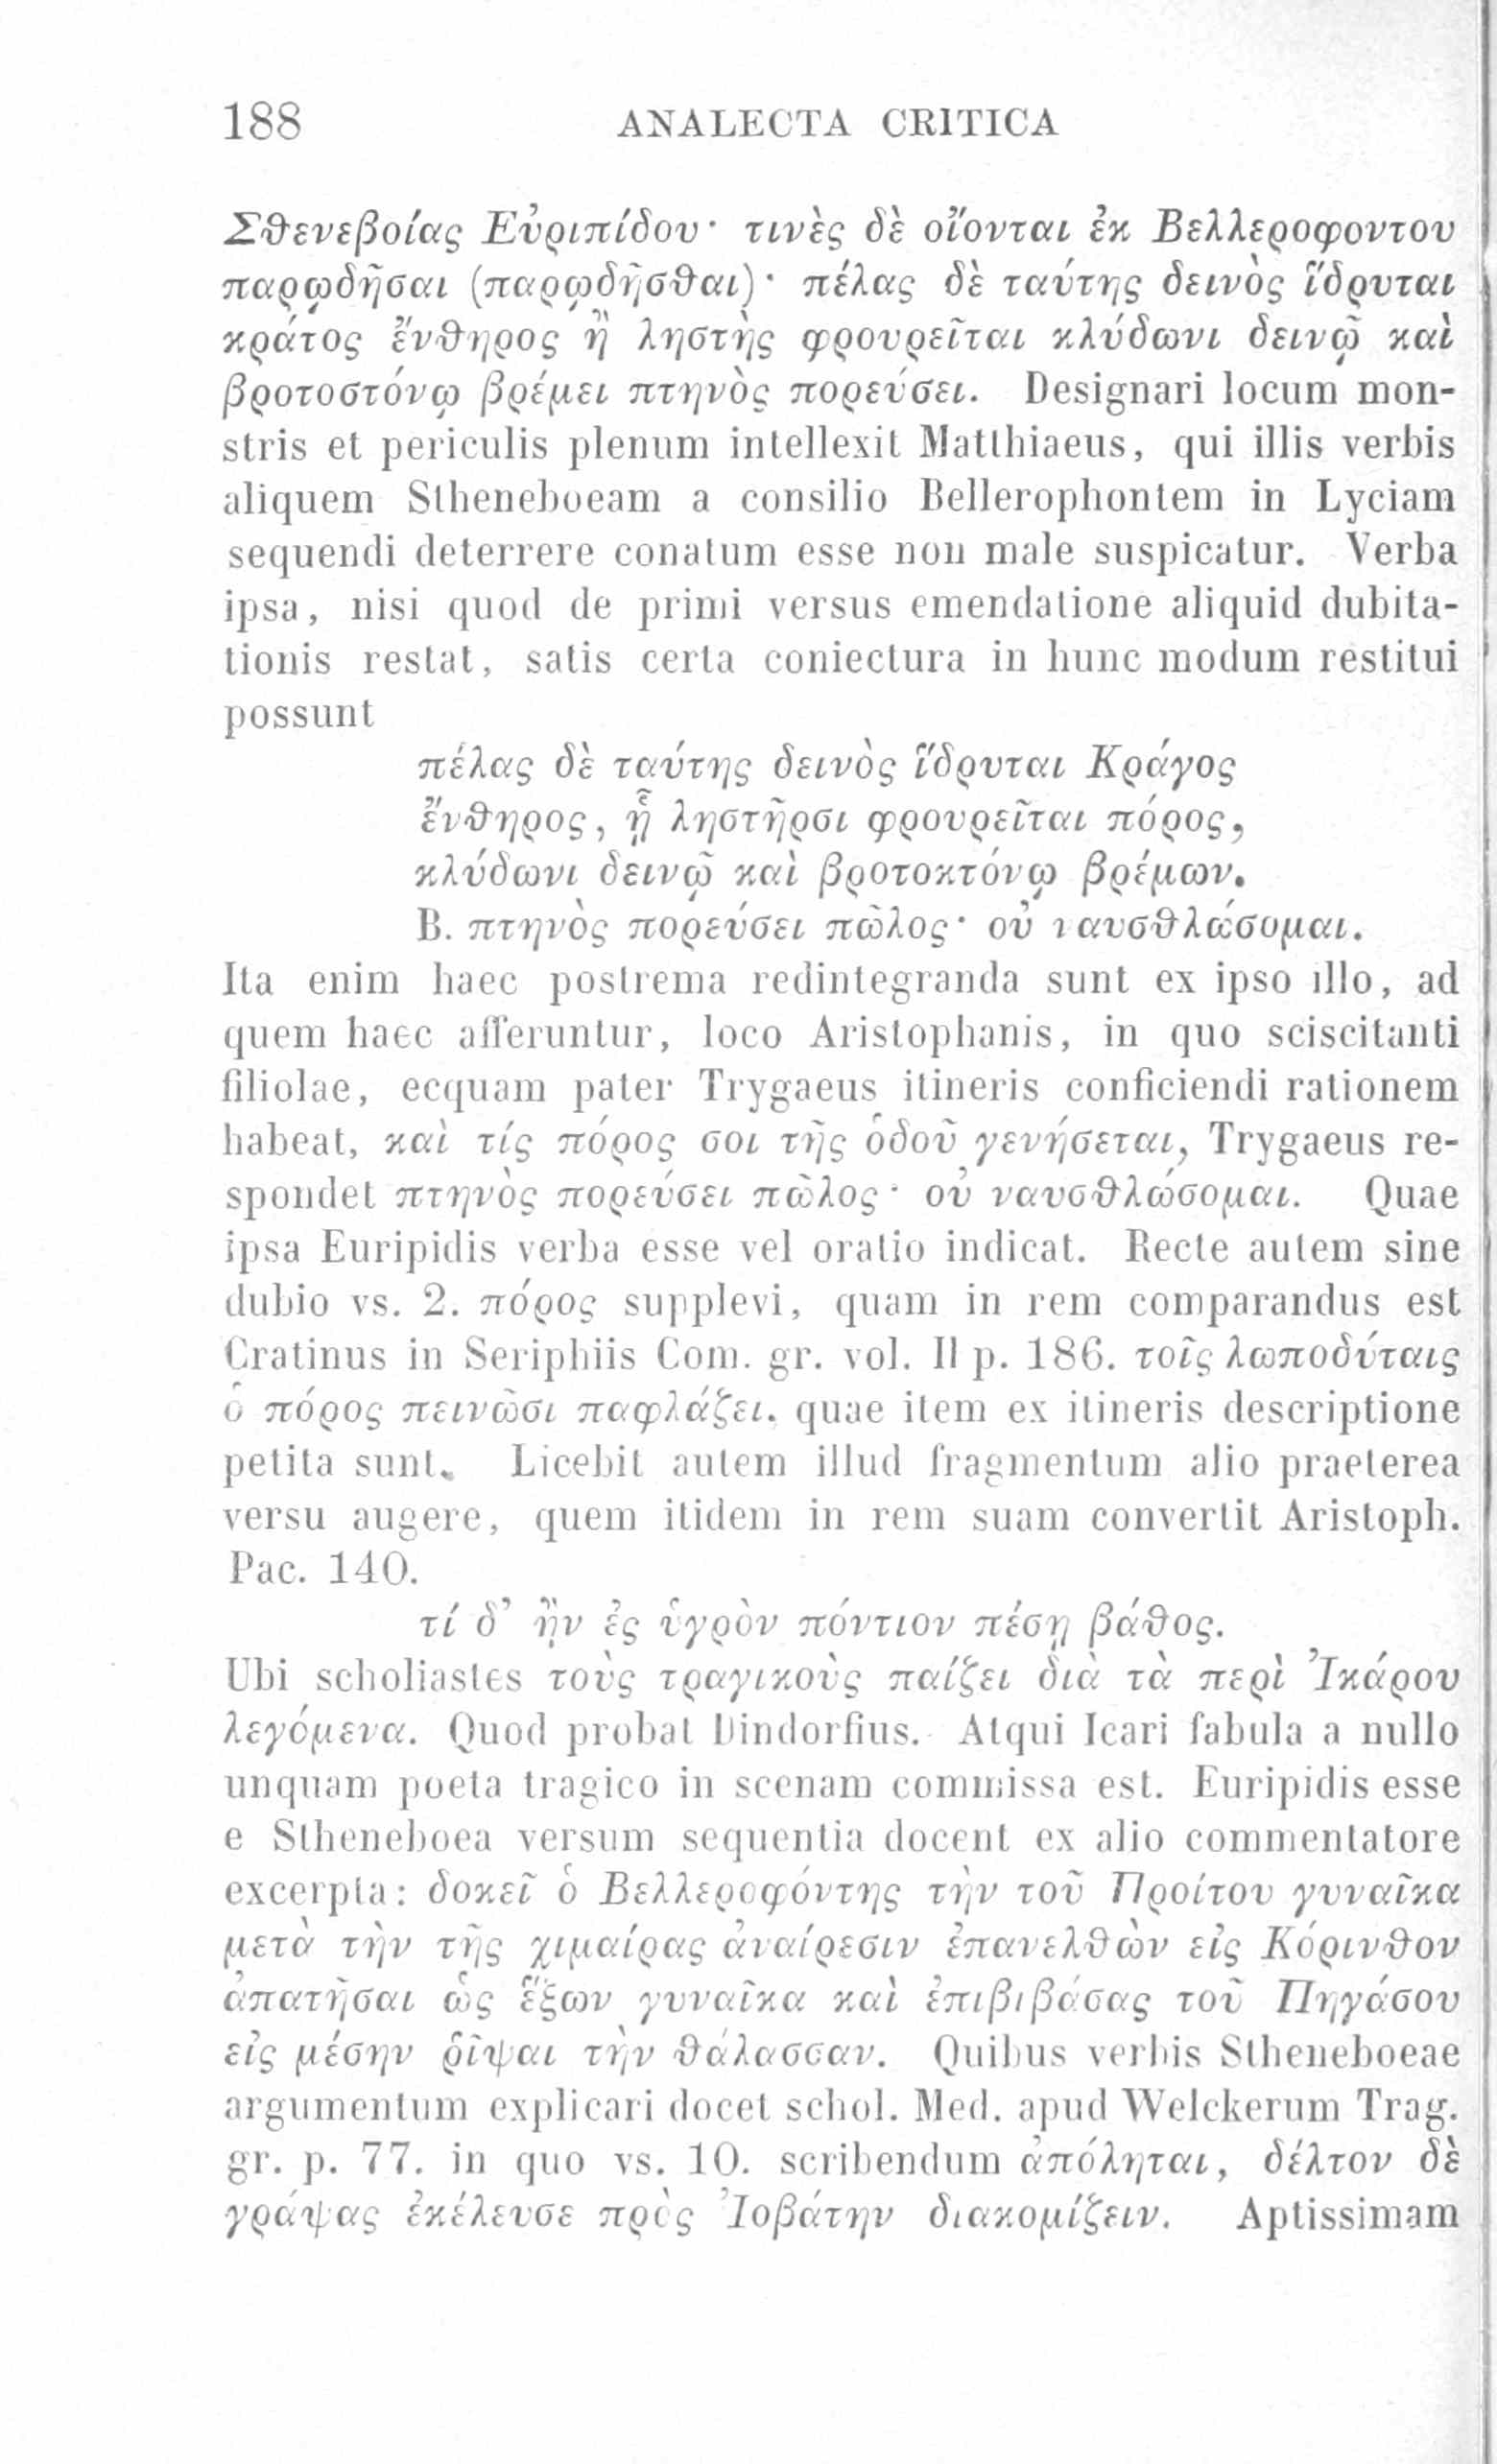 188 ANALECTA CRITICA
Σθενεβοίας Εὐριπίδου· τινὲς δὲ οἴονται ἐκ Βελλεροφοντου
παρῳδῆσαι (παρῳδῆσθαι)· πέλας δὲ ταύτης δεινὸς ἵδρυται
κράτος ἔνθηρος ἢ λῃστὴς φρουρεῖται κλύδωνι δεινῷ καὶ
βροτοστόνῳ βρέμει πτηνὸς πορεύσει. Designari locum mon-
stris et periculis plenum intellexit Matthiaeus, qui illis verbis
aliquem Stheneboeam a consilio Bellerophontem in Lyciam
sequendi deterrere conatum esse non male suspicatur. Verba
ipsa, nisi quod de primi versus emendatione aliquid dubita-
tionis restat, satis certa coniectura in hunc modum restitui
possunt
πέλας δὲ ταύτης δεινὸς ἵδρυται Κράγος
ἔνθηρος, ᾗ λῃστῆρσι φρουρεῖται πόρος,
κλύδωνι δεινῷ καὶ βροτοκτόνῳ βρέμων.
B. πτηνὸς πορεύσει πῶλος· οὐ ναυσθλώσομαι.
Ita enim haec postrema redintegranda sunt ex ipso illo, ad
quem haec afferuntur, loco Aristophanis, in quo sciscitanti
filiolae, ecquam pater Trygaeus itineris conficiendi rationem
habeat, καὶ τίς πόρος σοι τῆς ὁδοῦ γενήσεται, Trygaeus re-
spondet πτηνὸς πορεύσει πῶλος· οὐ ναυσθλώσομαι. Quae
ipsa Euripidis verba esse vel oratio indicat. Recte autem sine
dubio vs. 2. πόρος supplevi, quam in rem comparandus est
Cratinus in Seriphiis Com. gr. vol. II p. 186. τοῖς λωποδύταις
ὁ πόρος πεινῶσι παφλάζει. quae item ex itineris descriptione
petita sunt. Licebit autem illud fragmentum alio praeterea
versu augere, quem itidem in rem suam convertit Aristoph.
Pac. 140.
τί δ’ ἢν ἐς ὑγρὸν πόντιον πέσῃ βάθος.
Ubi scholiastes τοὺς τραγικοὺς παίζει διὰ τὰ περὶ Ἰκάρου
λεγόμενα. Quod probat Dindorfius. Atqui Icari fabula a nullo
unquam poeta tragico in scenam commissa est. Euripidis esse
e Stheneboea versum sequentia docent ex alio commentatore
excerpta: δοκεῖ ὁ Βελλεροφόντης τὴν τοῦ Προίτου γυναῖκα
μετὰ τὴν τῆς χιμαίρας ἀναίρεσιν ἐπανελθὼν εἰς Κόρινθον
ἀπατῆσαι ὡς ἕξων γυναῖκα καὶ ἐπιβιβάσας τοῦ Πηγάσου
εἰς μέσην ῥῖψαι τὴν θάλασσαν. Quibus verbis Stheneboeae
argumentum explicari docet schol. Med. apud Welckerum Trag.
gr. p. 77. in quo vs. 10. scribendum ἀπόληται, δέλτον δὲ
γράψας ἐκέλευσε πρὸς Ἰοβάτην διακομίζειν. Aptissimam